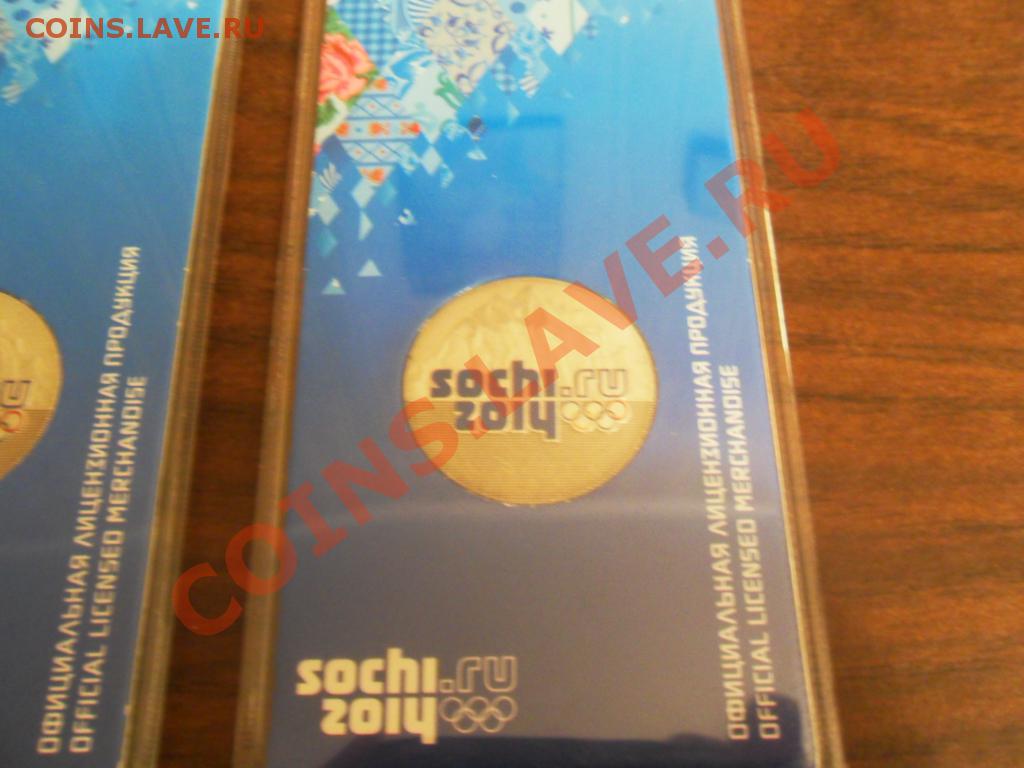 COINS.LAVE.RU
COINS.LAVE.RU
ОФИЦИАЛЬНАЯ ЛИЦЕНЗИОННАЯ ПРОДУКЦИЯ
OFFICIAL LICENSED MERCHANDISE
sochi.ru
2014
sochi.ru
2014
ОФИЦИАЛЬНАЯ ЛИЦЕНЗИОННАЯ ПРОДУКЦИЯ
OFFICIAL LICENSED MERCHANDISE